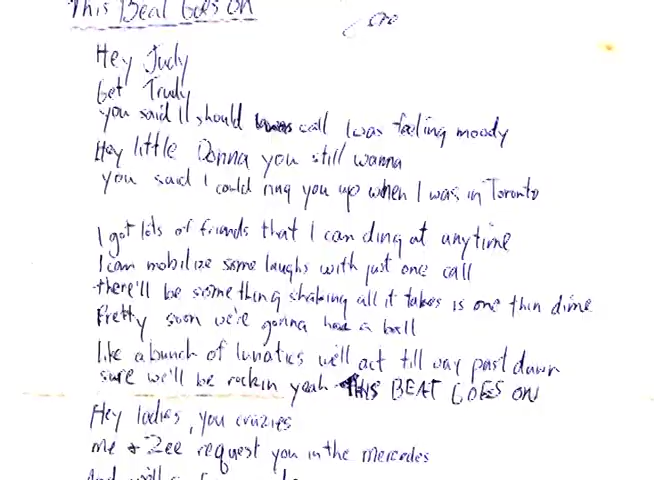 This Beat Goes On
Hey Judy
Get Trudy
you said I should call I was feeling moody
Hey little Donna you still wanna
you said I could ring you up when I was in Toronto
I got lots of friends that I can ding at anytime
I can mobilize some laughs with just one call
there'll be something shaking all it takes is one thin dime
Pretty soon we're gonna have a ball
Like a bunch of lunatics we'll act till way past dawn
sure we'll be rockin yeah THIS BEAT GOES ON
Hey ladies, you crazies
me + Zee request you in the mercedes
And